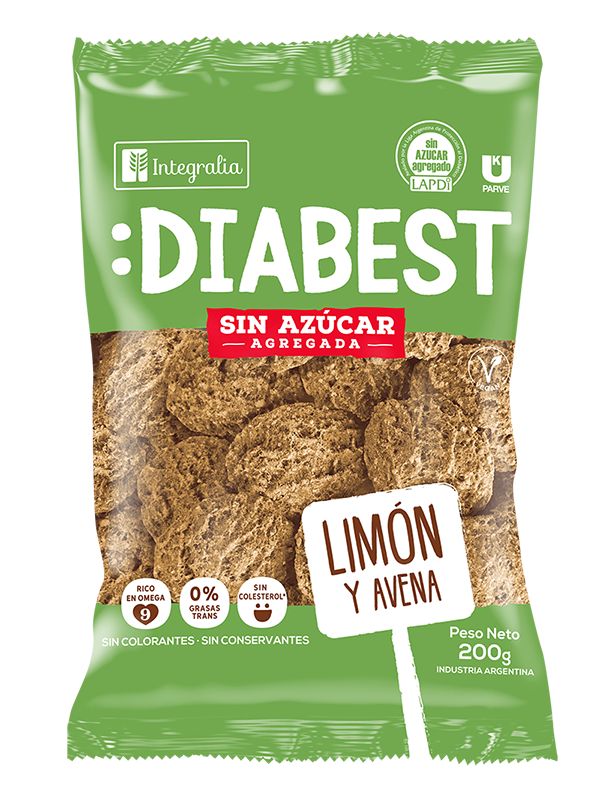 Integralia
sin
AZUCAR
agregado
LAPDI
K
U
PARVE
:DIABEST
SIN AZÚCAR
AGREGADA
V
LIMÓN
Y AVENA
RICO
EN OMEGA
9
0%
GRASAS
TRANS
SIN
COLESTEROL*
SIN COLORANTES · SIN CONSERVANTES
Peso Neto
200g
INDUSTRIA ARGENTINA